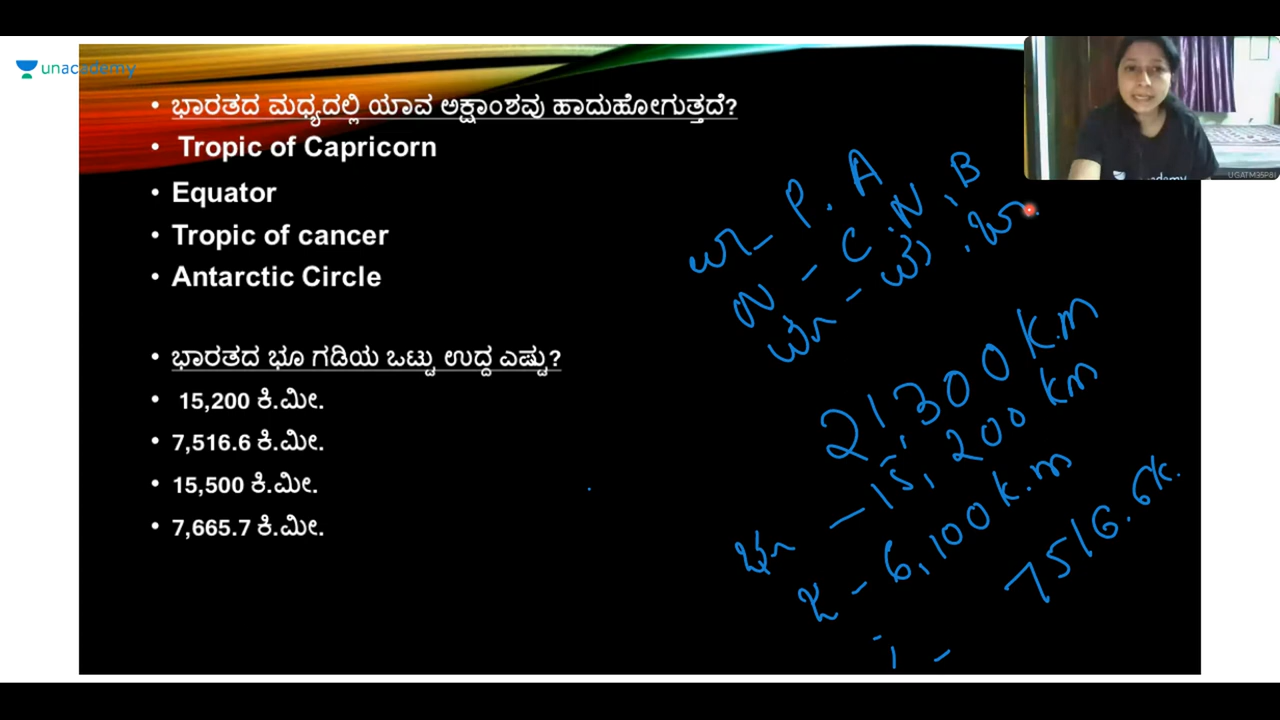 unacademy
• ಭಾರತದ ಮಧ್ಯದಲ್ಲಿ ಯಾವ ಅಕ್ಷಾಂಶವು ಹಾದುಹೋಗುತ್ತದೆ?
• Tropic of Capricorn
• Equator
• Tropic of cancer
• Antarctic Circle
• ಭಾರತದ ಭೂ ಗಡಿಯ ಒಟ್ಟು ಉದ್ದ ಎಷ್ಟು?
• 15,200 ಕಿ.ಮೀ.
• 7,516.6 ಕಿ.ಮೀ.
• 15,500 ಕಿ.ಮೀ.
• 7,665.7 ಕಿ.ಮೀ.
unacademy
UGATM35P8I
P. A
N - C. N, B
21,300 k.m
- 15,200 km
- 6,100 k.m
7516.6k.